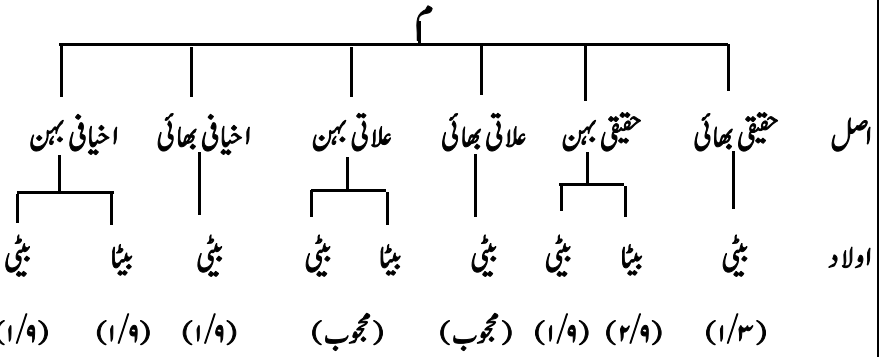 م
اصل حقیقی بھائی حقیقی بہن علاتی بھائی علاتی بہن اخیافی بھائی اخیافی بہن
اولاد بیٹی بیٹا بیٹی بیٹی بیٹا بیٹی بیٹی بیٹا بیٹی
(۱/۳) (۲/۹) (۱/۹) (محجوب) (محجوب) (۱/۹) (۱/۹) (۱/۹)